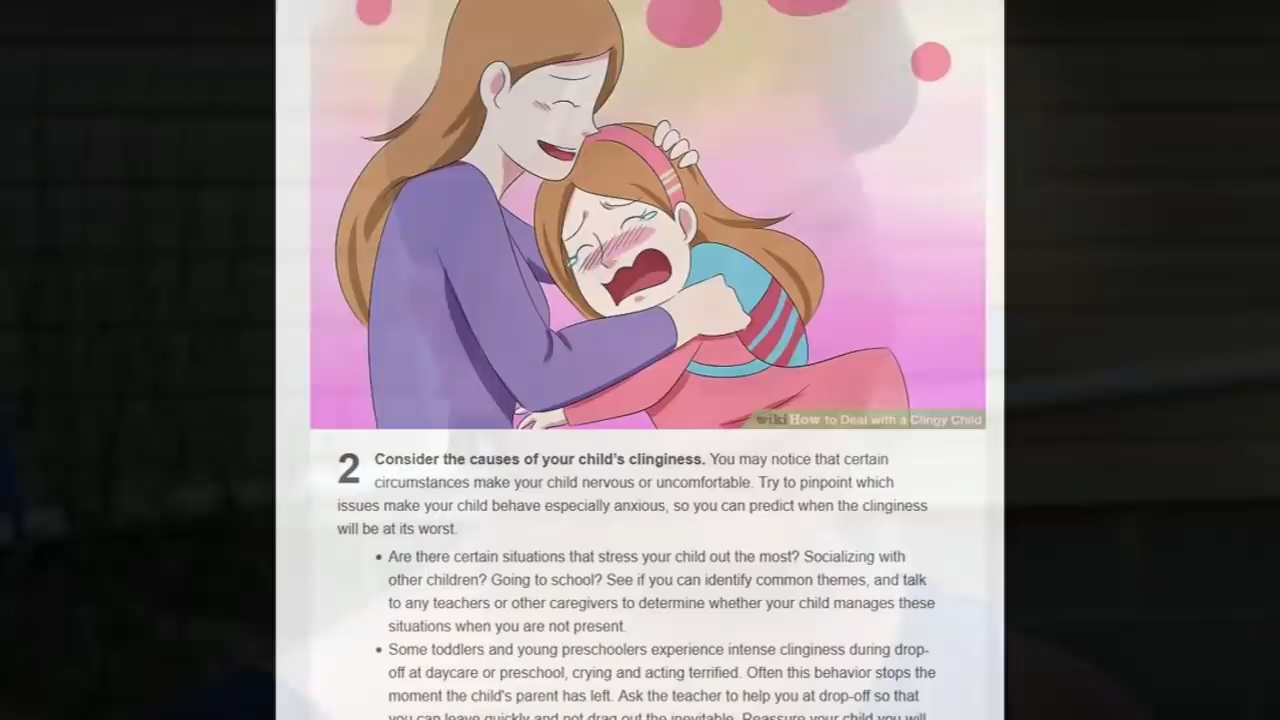 wikiHow to Deal with a Clingy Child
2
Consider the causes of your child's clinginess. You may notice that certain
circumstances make your child nervous or uncomfortable. Try to pinpoint which
issues make your child behave especially anxious, so you can predict when the clinginess
will be at its worst.
• Are there certain situations that stress your child out the most? Socializing with
other children? Going to school? See if you can identify common themes, and talk
to any teachers or other caregivers to determine whether your child manages these
situations when you are not present.
• Some toddlers and young preschoolers experience intense clinginess during drop-
off at daycare or preschool, crying and acting terrified. Often this behavior stops the
moment the child's parent has left. Ask the teacher to help you at drop-off so that
you can leave quickly and not drag out the inevitable. Reassure your child you will